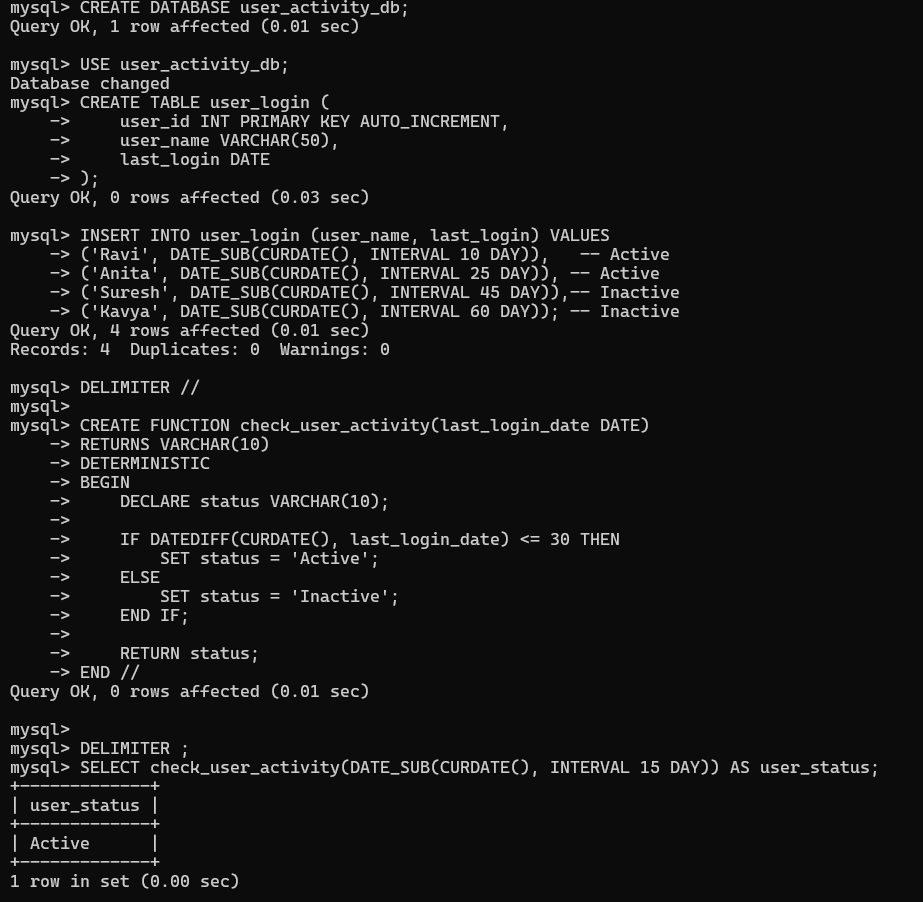 mysql> CREATE DATABASE user_activity_db;
Query OK, 1 row affected (0.01 sec)

mysql> USE user_activity_db;
Database changed
mysql> CREATE TABLE user_login (
    ->     user_id INT PRIMARY KEY AUTO_INCREMENT,
    ->     user_name VARCHAR(50),
    ->     last_login DATE
    -> );
Query OK, 0 rows affected (0.03 sec)

mysql> INSERT INTO user_login (user_name, last_login) VALUES
    -> ('Ravi', DATE_SUB(CURDATE(), INTERVAL 10 DAY)),   -- Active
    -> ('Anita', DATE_SUB(CURDATE(), INTERVAL 25 DAY)), -- Active
    -> ('Suresh', DATE_SUB(CURDATE(), INTERVAL 45 DAY)),-- Inactive
    -> ('Kavya', DATE_SUB(CURDATE(), INTERVAL 60 DAY)); -- Inactive
Query OK, 4 rows affected (0.01 sec)
Records: 4  Duplicates: 0  Warnings: 0

mysql> DELIMITER //
mysql>
mysql> CREATE FUNCTION check_user_activity(last_login_date DATE)
    -> RETURNS VARCHAR(10)
    -> DETERMINISTIC
    -> BEGIN
    ->     DECLARE status VARCHAR(10);
    ->
    ->     IF DATEDIFF(CURDATE(), last_login_date) <= 30 THEN
    ->         SET status = 'Active';
    ->     ELSE
    ->         SET status = 'Inactive';
    ->     END IF;
    ->
    ->     RETURN status;
    -> END //
Query OK, 0 rows affected (0.01 sec)

mysql>
mysql> DELIMITER ;
mysql> SELECT check_user_activity(DATE_SUB(CURDATE(), INTERVAL 15 DAY)) AS user_status;
+-------------+
| user_status |
+-------------+
| Active      |
+-------------+
1 row in set (0.00 sec)